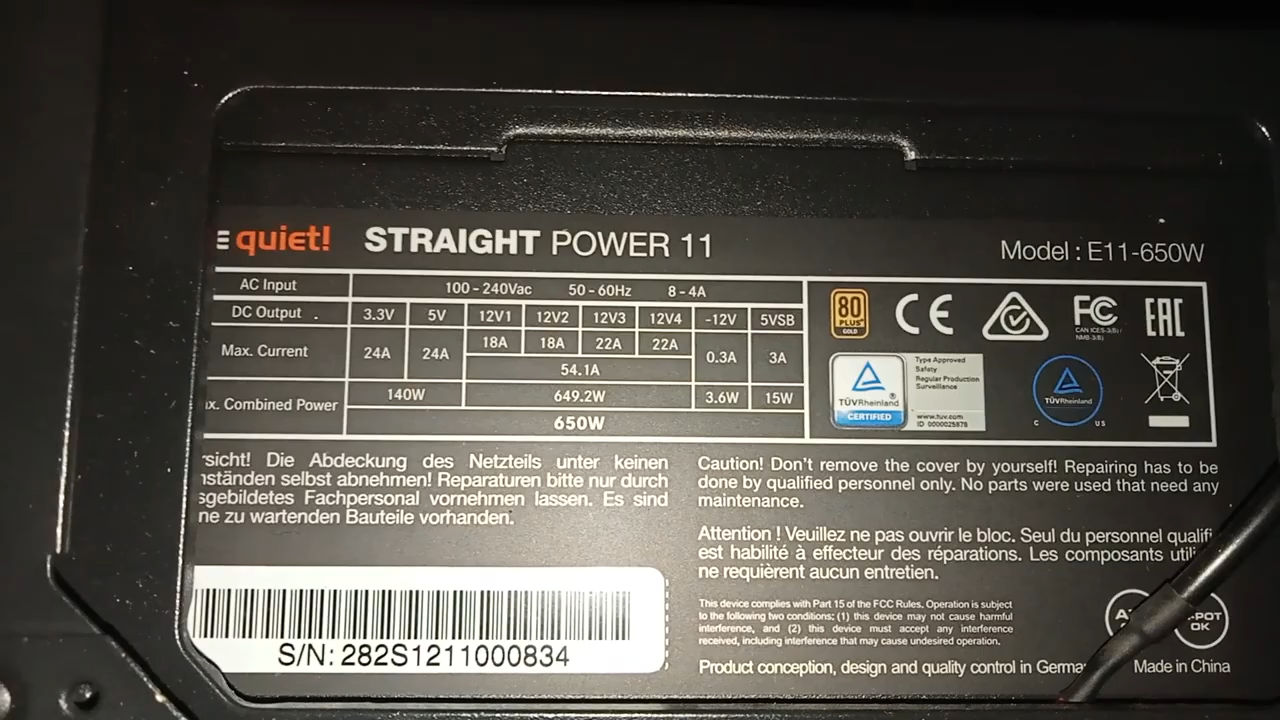 E quiet! STRAIGHT POWER 11 Model : E11-650W
AC Input 100 - 240Vac 50 - 60Hz 8 - 4A
DC Output 3.3V 5V 12V1 12V2 12V3 12V4 -12V 5VSB
Max. Current 24A 24A 18A 18A 22A 22A 0.3A 3A
54.1A
x. Combined Power 140W 649.2W 3.6W 15W
650W
80
PLUS
GOLD
CE
FC
CAN ICES-3(B) /
NMB-3(B)
EAC
TÜVRheinland®
CERTIFIED
Type Approved
Safety
Regular Production
Surveillance
www.tuv.com
ID 0000025878
TÜVRheinland
C US
rsicht! Die Abdeckung des Netzteils unter keinen
nständen selbst abnehmen! Reparaturen bitte nur durch
sgebildetes Fachpersonal vornehmen lassen. Es sind
ne zu wartenden Bauteile vorhanden.
Caution! Don't remove the cover by yourself! Repairing has to be
done by qualified personnel only. No parts were used that need any
maintenance.
Attention ! Veuillez ne pas ouvrir le bloc. Seul du personnel qualifi
est habilité à effecteur des réparations. Les composants utili
ne requièrent aucun entretien.
This device complies with Part 15 of the FCC Rules. Operation is subject
to the following two conditions: (1) this device may not cause harmful
interference, and (2) this device must accept any interference
received, including interference that may cause undesired operation.
Product conception, design and quality control in Germa
S/N: 282S1211000834
-POT
OK
Made in China